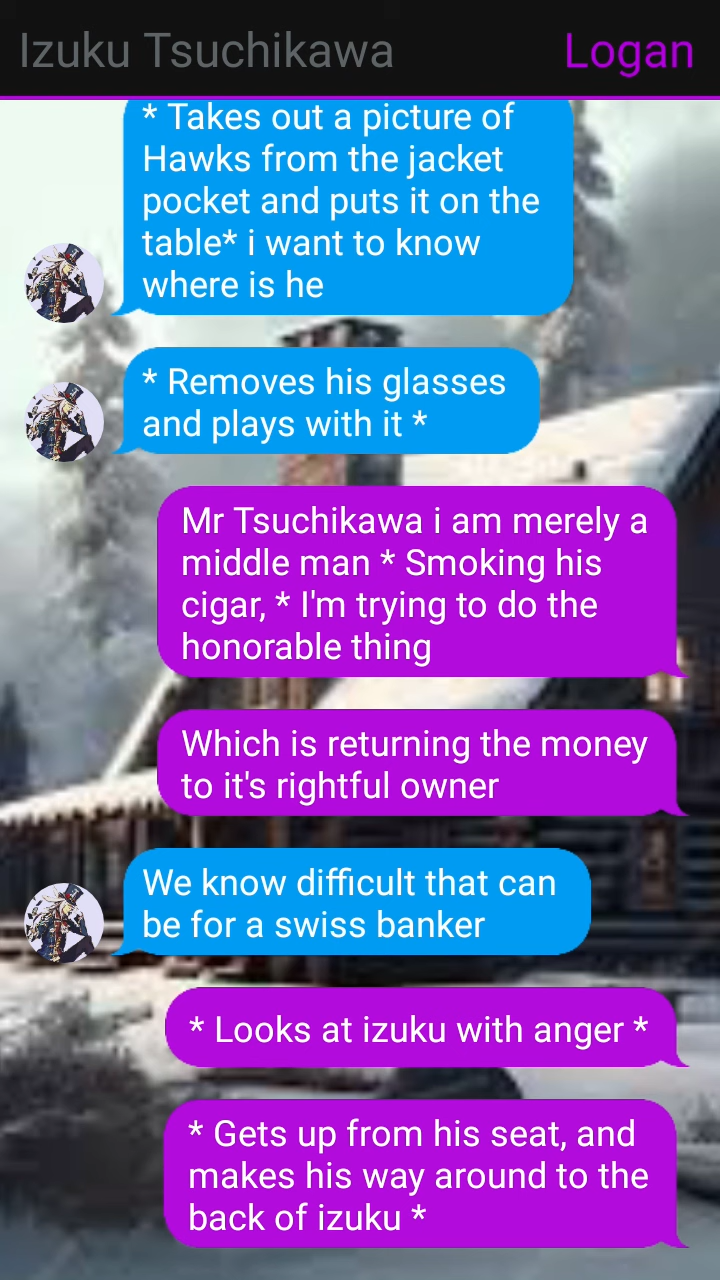 Izuku Tsuchikawa
Logan
* Takes out a picture of
Hawks from the jacket
pocket and puts it on the
table* i want to know
where is he
* Removes his glasses
and plays with it *
Mr Tsuchikawa i am merely a
middle man * Smoking his
cigar, * I'm trying to do the
honorable thing
Which is returning the money
to it's rightful owner
We know difficult that can
be for a swiss banker
* Looks at izuku with anger *
* Gets up from his seat, and
makes his way around to the
back of izuku *